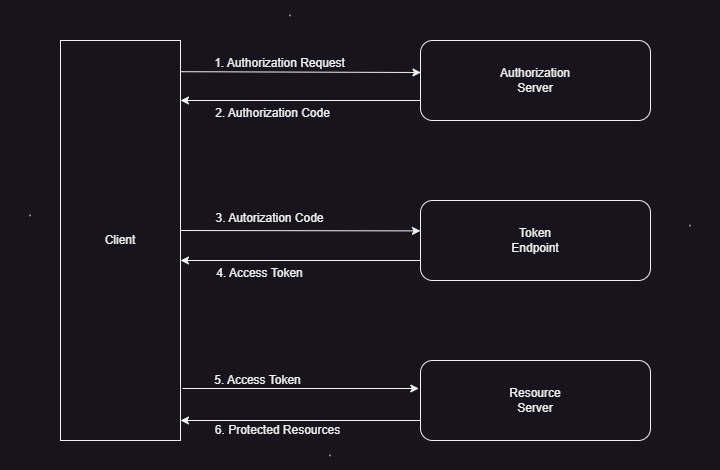 1. Authorization Request
Authorization
Server
2. Authorization Code
3. Autorization Code
Client
Token
Endpoint
4. Access Token
5. Access Token
Resource
Server
6. Protected Resources